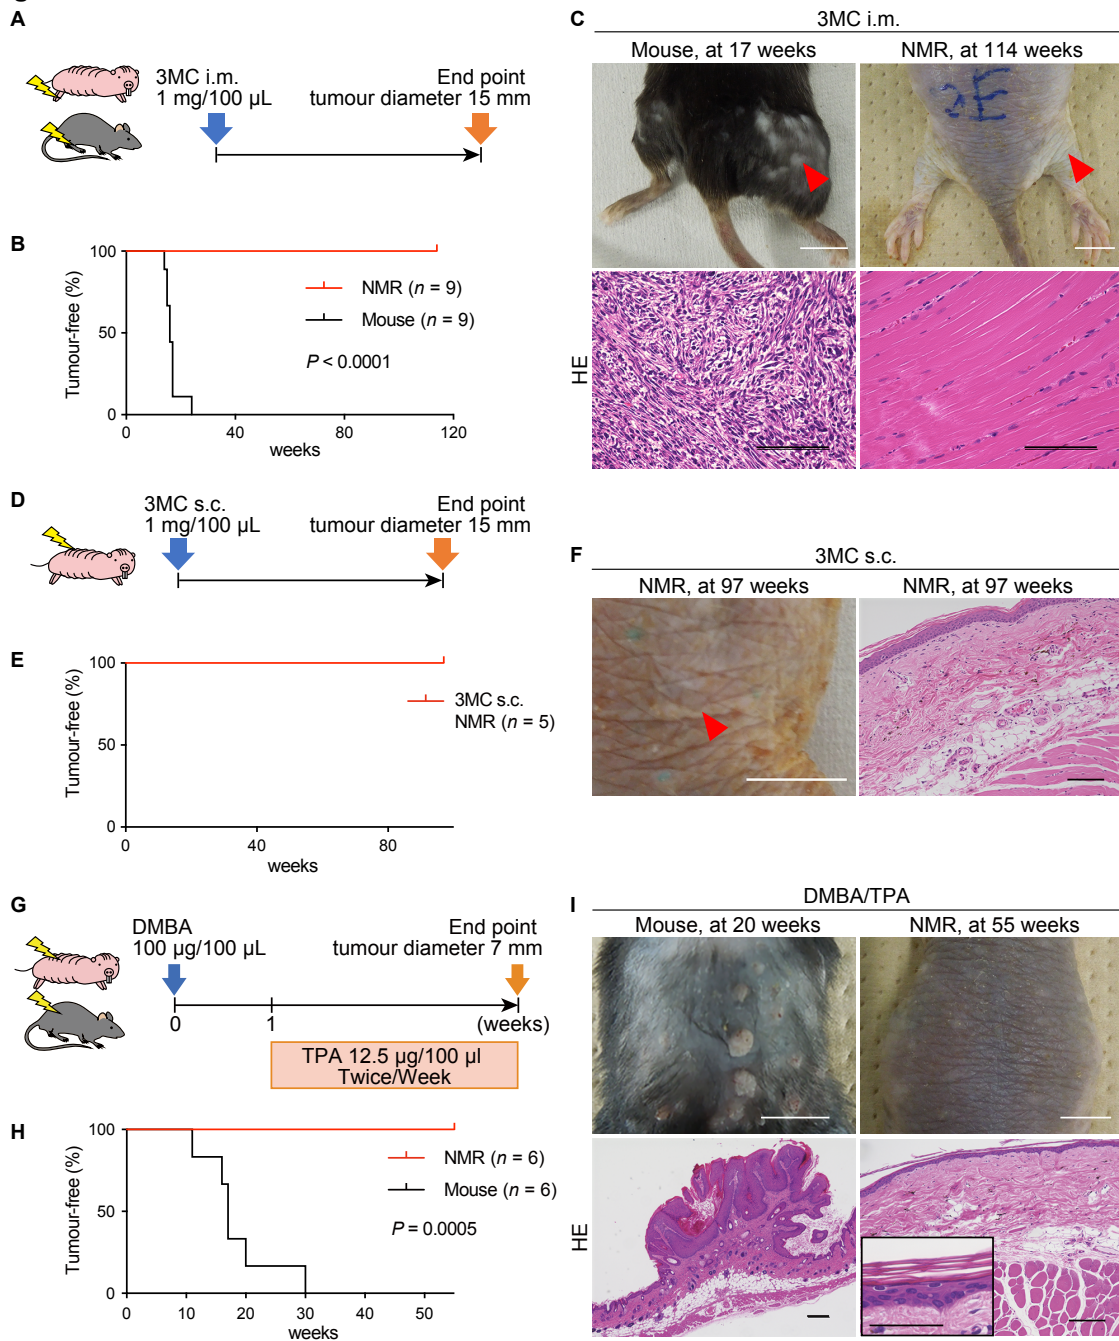 A
3MC i.m.
1 mg/100 µL
End point
tumour diameter 15 mm
B
Tumour-free (%)
100
50
0
0
40
80
120
weeks
NMR (n = 9)
Mouse (n = 9)
P < 0.0001
C
3MC i.m.
Mouse, at 17 weeks
NMR, at 114 weeks
HE
D
3MC s.c.
1 mg/100 µL
End point
tumour diameter 15 mm
E
Tumour-free (%)
100
50
0
0
40
80
weeks
3MC s.c.
NMR (n = 5)
F
3MC s.c.
NMR, at 97 weeks
NMR, at 97 weeks
G
DMBA
100 µg/100 µL
End point
tumour diameter 7 mm
0
1
(weeks)
TPA 12.5 µg/100 µl
Twice/Week
H
Tumour-free (%)
100
50
0
0
10
20
30
40
50
weeks
NMR (n = 6)
Mouse (n = 6)
P = 0.0005
I
DMBA/TPA
Mouse, at 20 weeks
NMR, at 55 weeks
HE